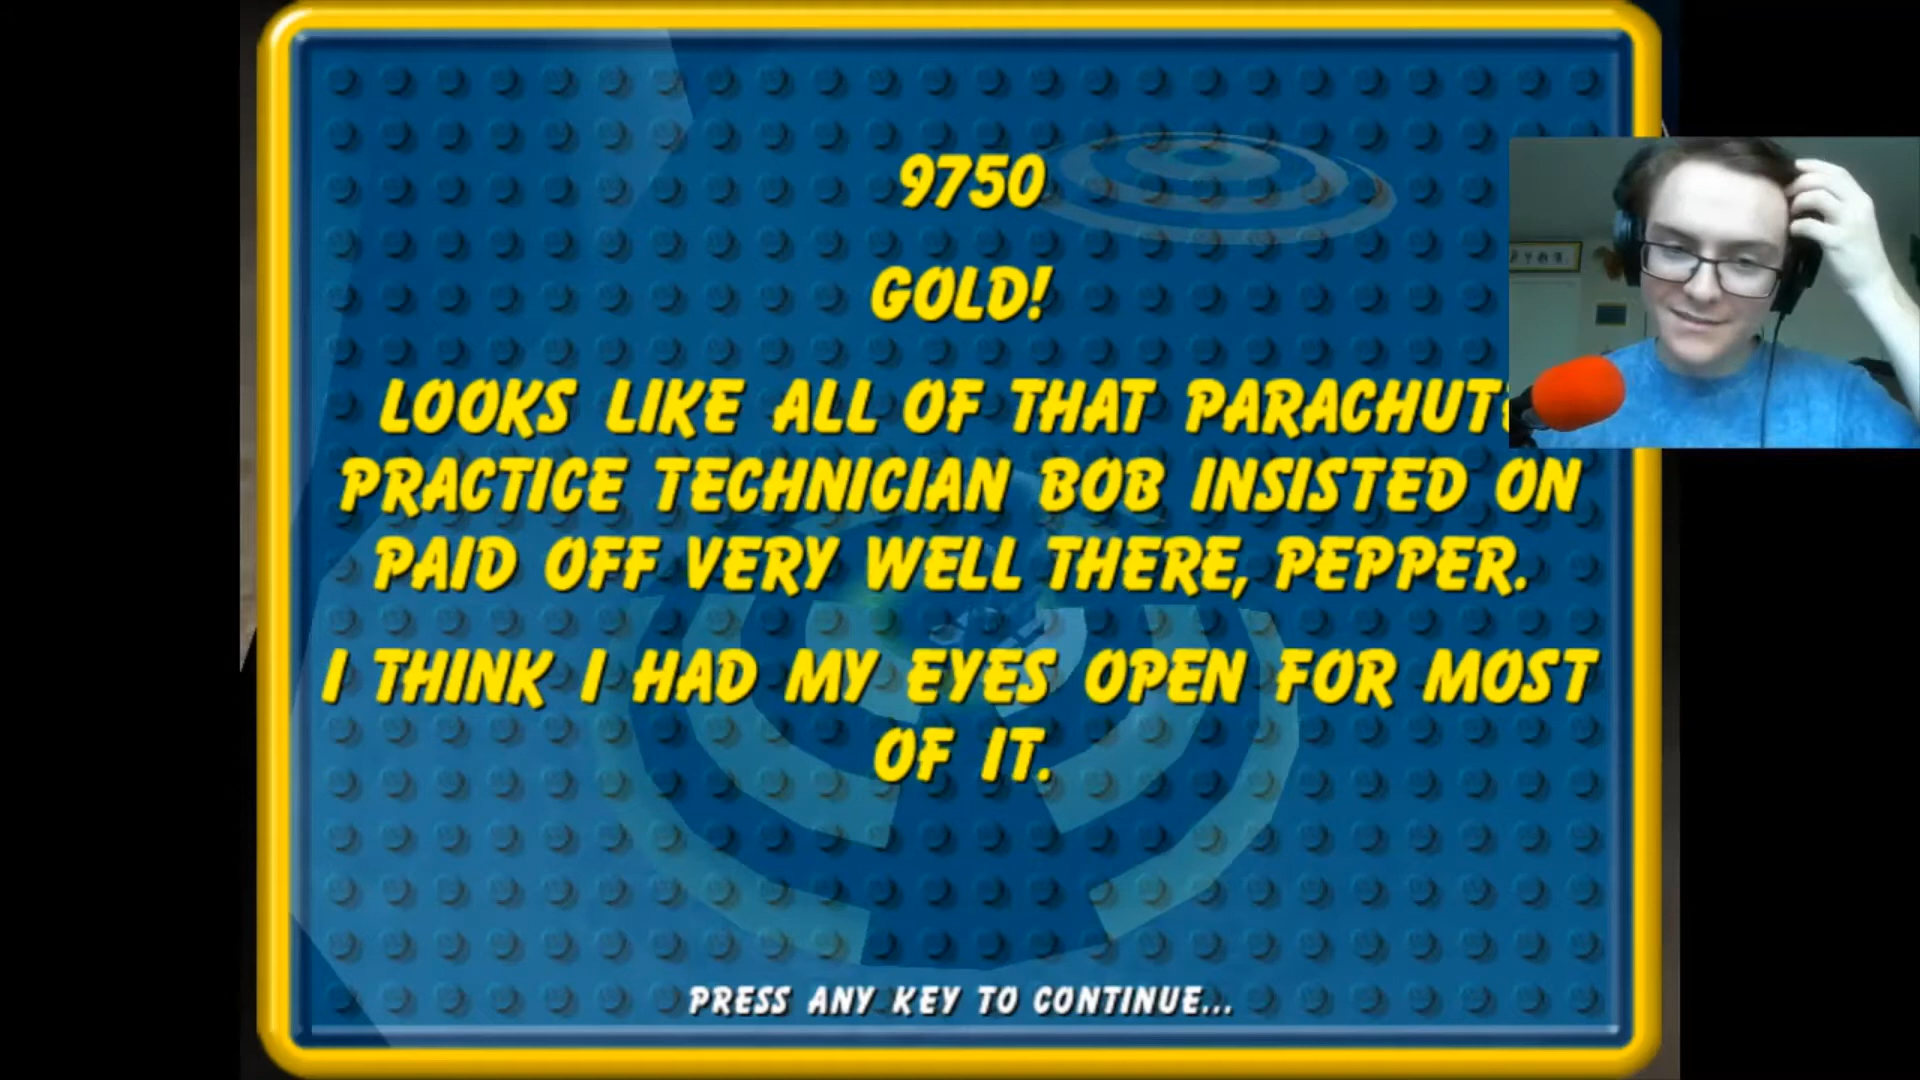 9750
GOLD!
LOOKS LIKE ALL OF THAT
PRACTICE TECHNICIAN BOB INSISTED ON
PAID OFF VERY WELL THERE, PEPPER.
I THINK I HAD MY EYES OPEN FOR MOST
OF IT.
PRESS ANY KEY TO CONTINUE...